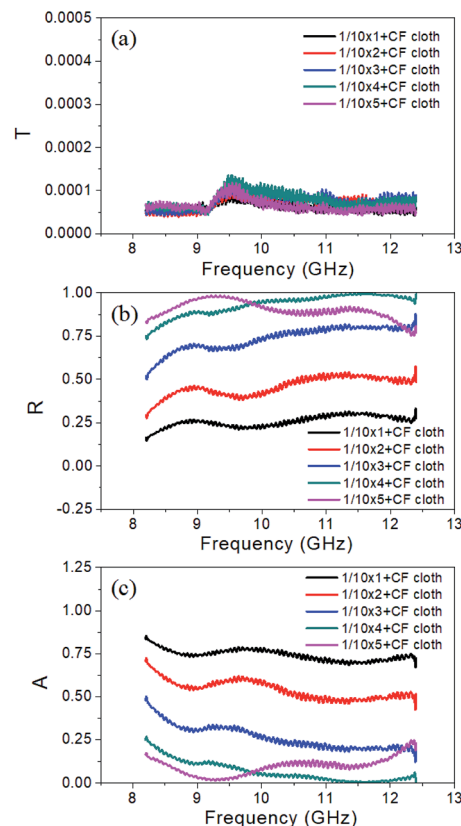 (a)
1/10x1+CF cloth
1/10x2+CF cloth
1/10x3+CF cloth
1/10x4+CF cloth
1/10x5+CF cloth
0.0005
0.0004
0.0003
0.0002
0.0001
0.0000
T
8 9 10 11 12 13
Frequency (GHz)
(b)
1.00
0.75
0.50
0.25
0.00
-0.25
R
1/10x1+CF cloth
1/10x2+CF cloth
1/10x3+CF cloth
1/10x4+CF cloth
1/10x5+CF cloth
8 9 10 11 12 13
Frequency (GHz)
(c)
1/10x1+CF cloth
1/10x2+CF cloth
1/10x3+CF cloth
1/10x4+CF cloth
1/10x5+CF cloth
1.25
1.00
0.75
0.50
0.25
0.00
A
8 9 10 11 12 13
Frequency (GHz)